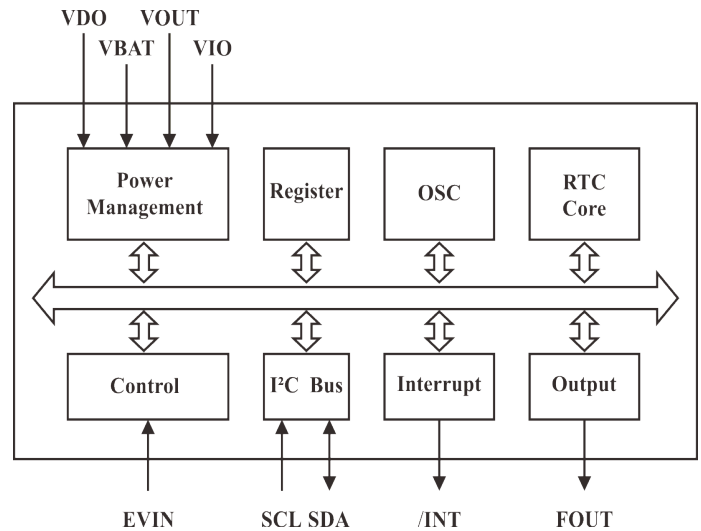 VDO VOUT
VBAT VIO
Power
Management
Register
OSC
RTC
Core
Control
I²C Bus
Interrupt
Output
EVIN
SCL SDA
/INT
FOUT